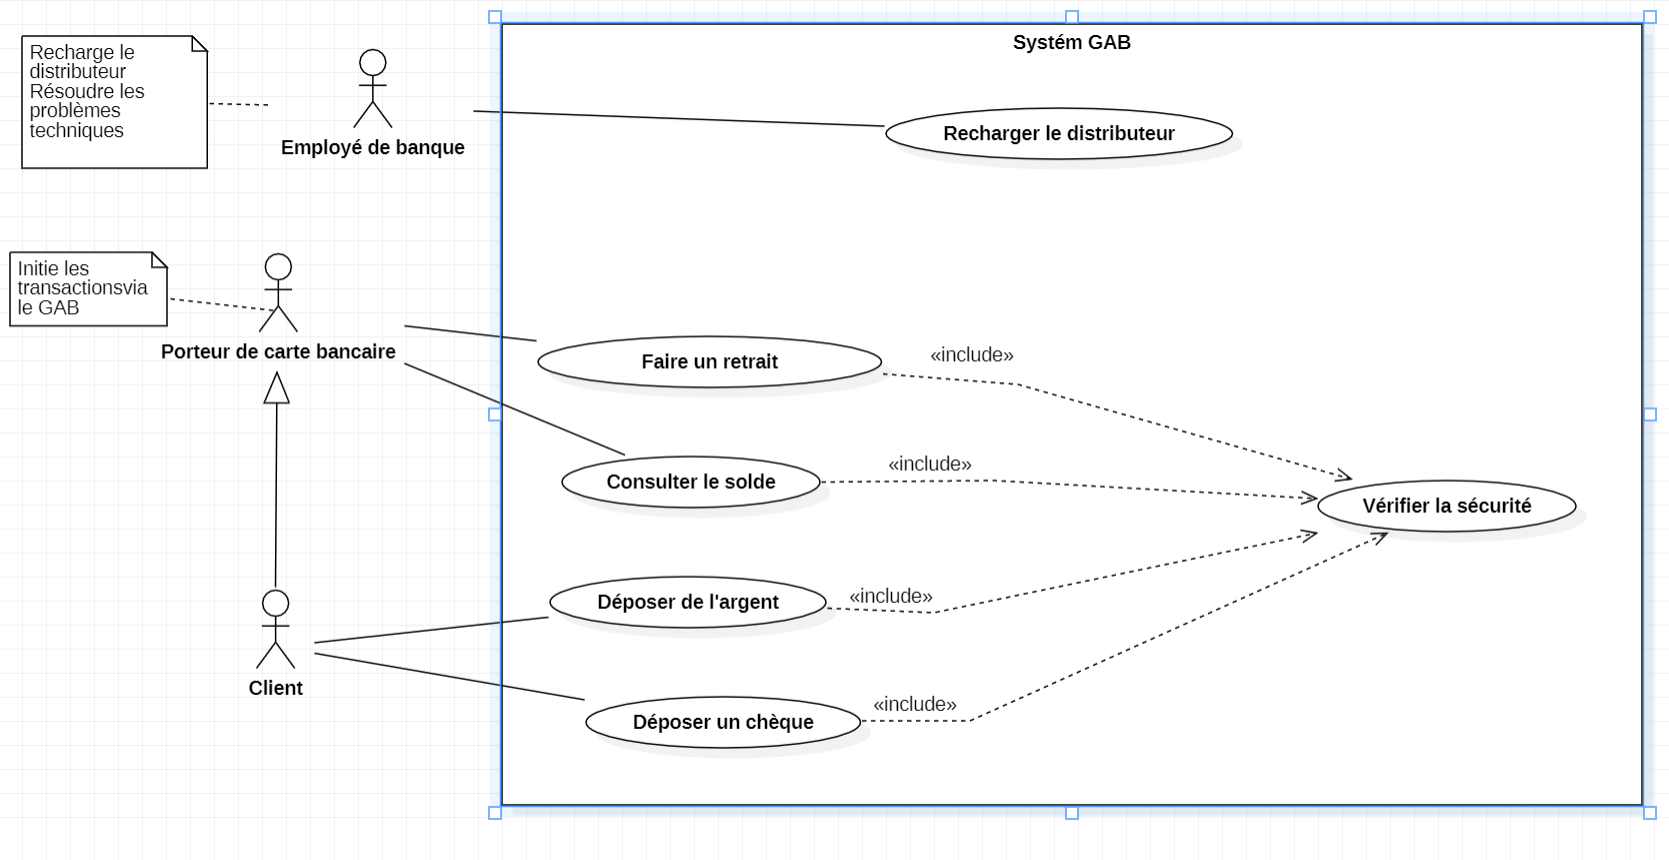 Systém GAB
Recharge le
distributeur
Résoudre les
problèmes
techniques
Employé de banque
Recharger le distributeur
Initie les
transactionsvia
le GAB
Porteur de carte bancaire
Faire un retrait
«include»
Consulter le solde
«include»
Vérifier la sécurité
Déposer de l'argent
«include»
Client
Déposer un chèque
«include»